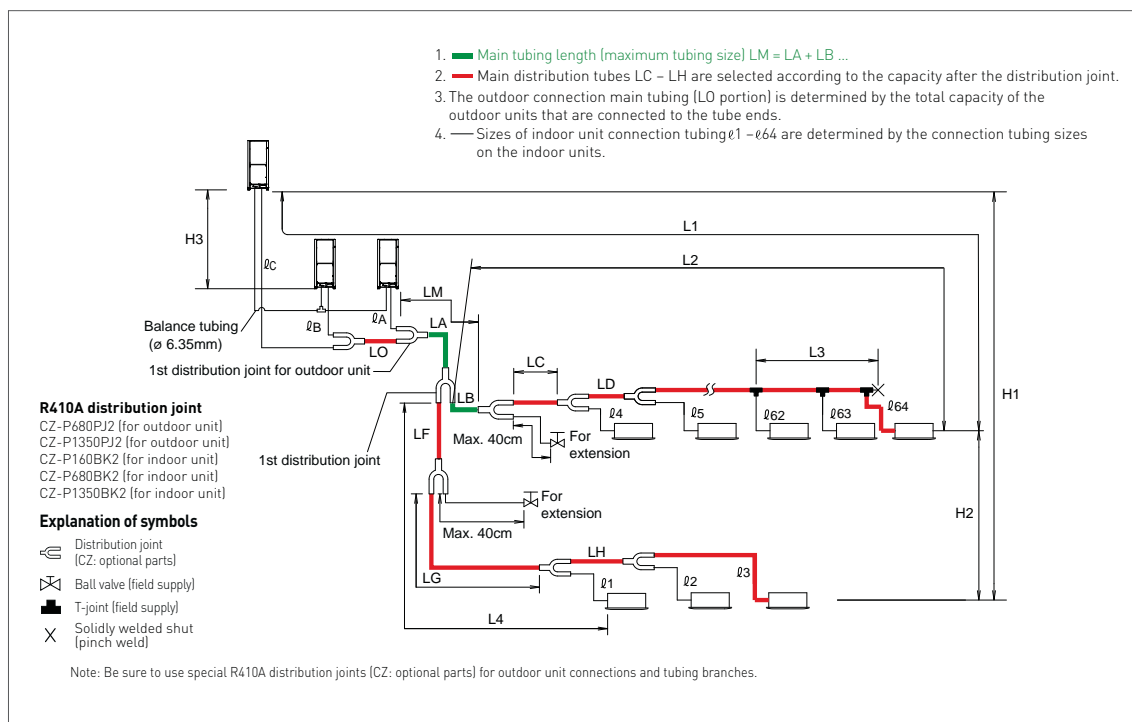 1. Main tubing length (maximum tubing size) LM = LA + LB ...
2. Main distribution tubes LC – LH are selected according to the capacity after the distribution joint.
3. The outdoor connection main tubing (LO portion) is determined by the total capacity of the
outdoor units that are connected to the tube ends.
4. Sizes of indoor unit connection tubing ℓ1 – ℓ64 are determined by the connection tubing sizes
on the indoor units.
L1
H3
L2
ℓC
LM
Balance tubing
(ø 6.35mm)
ℓB
ℓA
LA
LO
1st distribution joint for outdoor unit
LC
LD
L3
H1
LB
ℓ4
ℓ5
ℓ62
ℓ63
ℓ64
R410A distribution joint
CZ-P680PJ2 (for outdoor unit)
CZ-P1350PJ2 (for outdoor unit)
CZ-P160BK2 (for indoor unit)
CZ-P680BK2 (for indoor unit)
CZ-P1350BK2 (for indoor unit)
LF
Max. 40cm
For
extension
1st distribution joint
For
extension
Max. 40cm
H2
Explanation of symbols
Distribution joint
(CZ: optional parts)
Ball valve (field supply)
T-joint (field supply)
Solidly welded shut
(pinch weld)
LG
LH
ℓ1
ℓ2
ℓ3
L4
Note: Be sure to use special R410A distribution joints (CZ: optional parts) for outdoor unit connections and tubing branches.